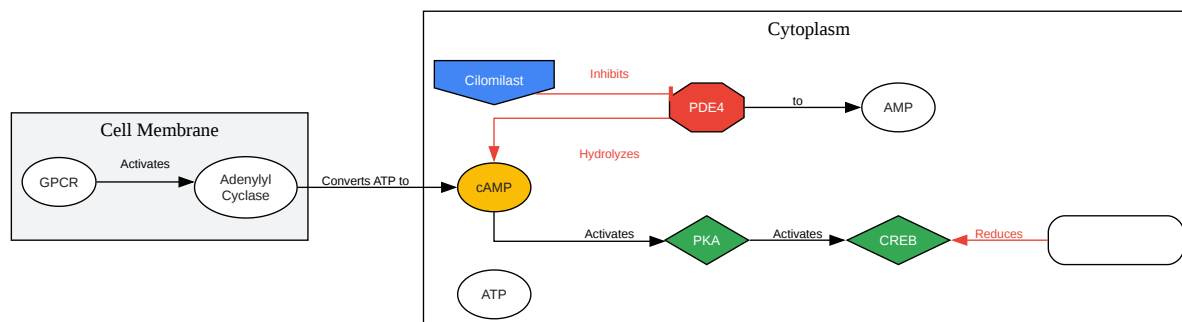 Cytoplasm
Cilomilast
Inhibits
PDE4
to
AMP
Hydrolyzes
Cell Membrane
GPCR
Activates
Adenylyl
Cyclase
Converts ATP to
cAMP
Activates
PKA
Activates
CREB
Reduces
ATP